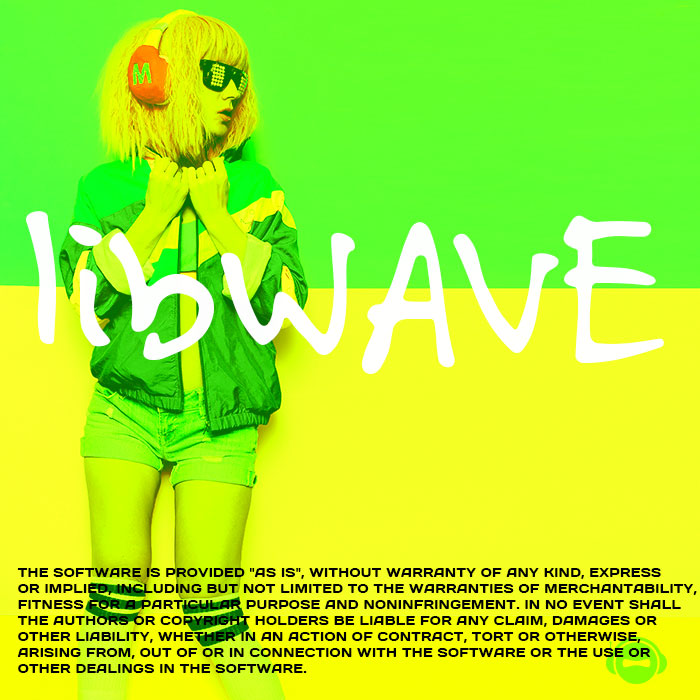 M
libWAVE
THE SOFTWARE IS PROVIDED "AS IS", WITHOUT WARRANTY OF ANY KIND, EXPRESS
OR IMPLIED, INCLUDING BUT NOT LIMITED TO THE WARRANTIES OF MERCHANTABILITY,
FITNESS FOR A PARTICULAR PURPOSE AND NONINFRINGEMENT. IN NO EVENT SHALL
THE AUTHORS OR COPYRIGHT HOLDERS BE LIABLE FOR ANY CLAIM, DAMAGES OR
OTHER LIABILITY, WHETHER IN AN ACTION OF CONTRACT, TORT OR OTHERWISE,
ARISING FROM, OUT OF OR IN CONNECTION WITH THE SOFTWARE OR THE USE OR
OTHER DEALINGS IN THE SOFTWARE.